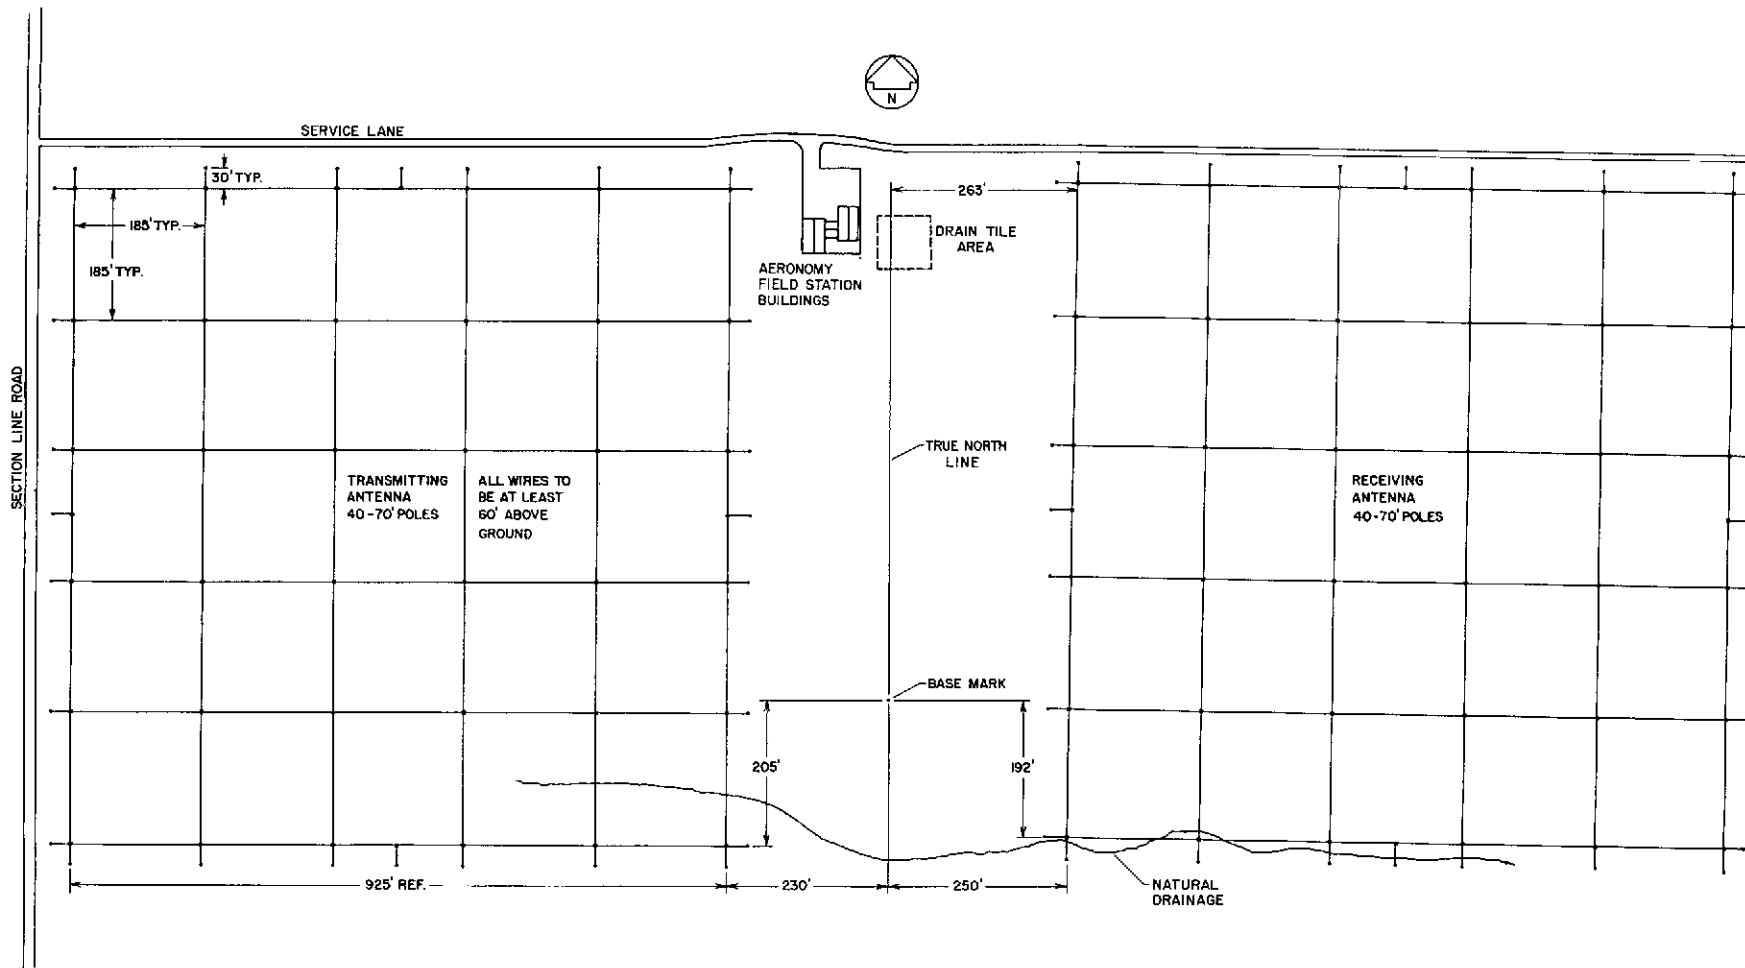 N
SERVICE LANE
30' TYP.
263'
185' TYP.
DRAIN TILE
AREA
185' TYP.
AERONOMY
FIELD STATION
BUILDINGS
SECTION LINE ROAD
TRUE NORTH
LINE
TRANSMITTING
ANTENNA
40-70' POLES
ALL WIRES TO
BE AT LEAST
60' ABOVE
GROUND
RECEIVING
ANTENNA
40-70' POLES
BASE MARK
205'
192'
925' REF.
230'
250'
NATURAL
DRAINAGE